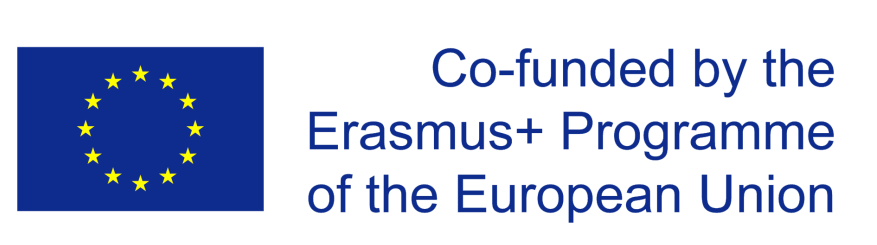 Co-funded by the
Erasmus+ Programme
of the European Union